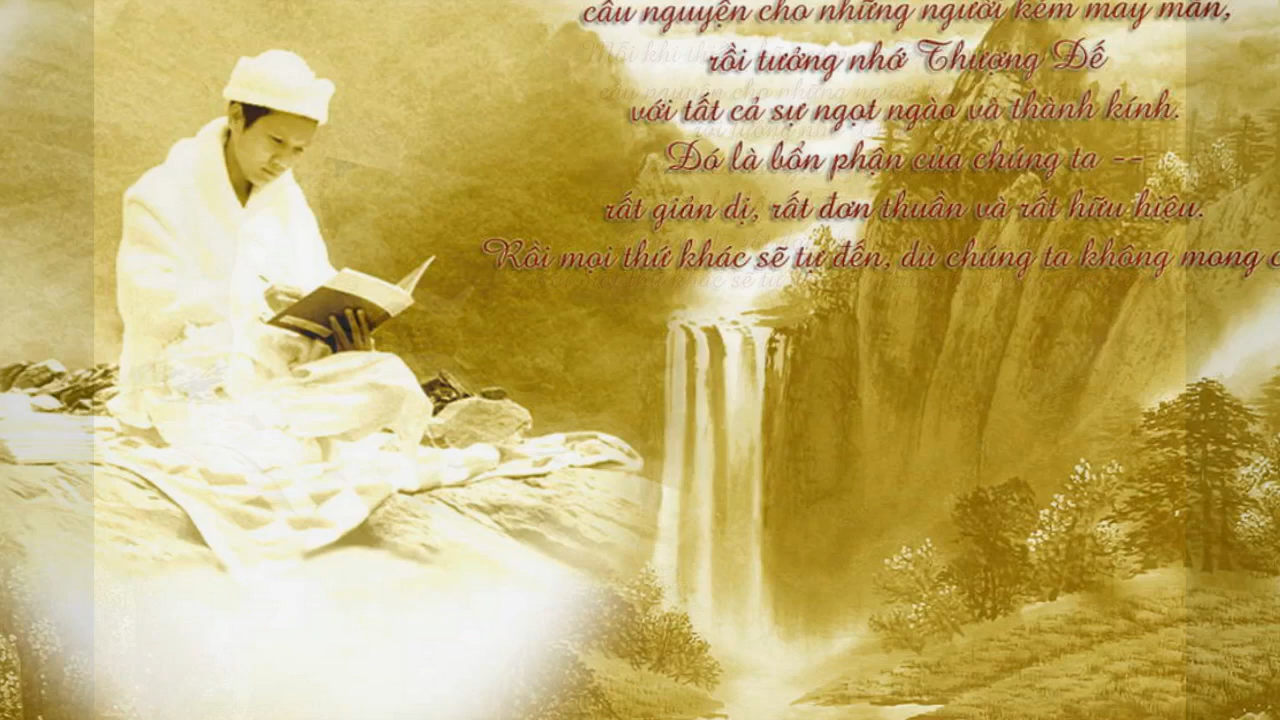 cầu nguyện cho những người kém may mắn,
rồi tưởng nhớ Thượng Đế
với tất cả sự ngọt ngào và thành kính.
Đó là bổn phận của chúng ta --
rất giản dị, rất đơn thuần và rất hữu hiệu.
Rồi mọi thứ khác sẽ tự đến, dù chúng ta không mong